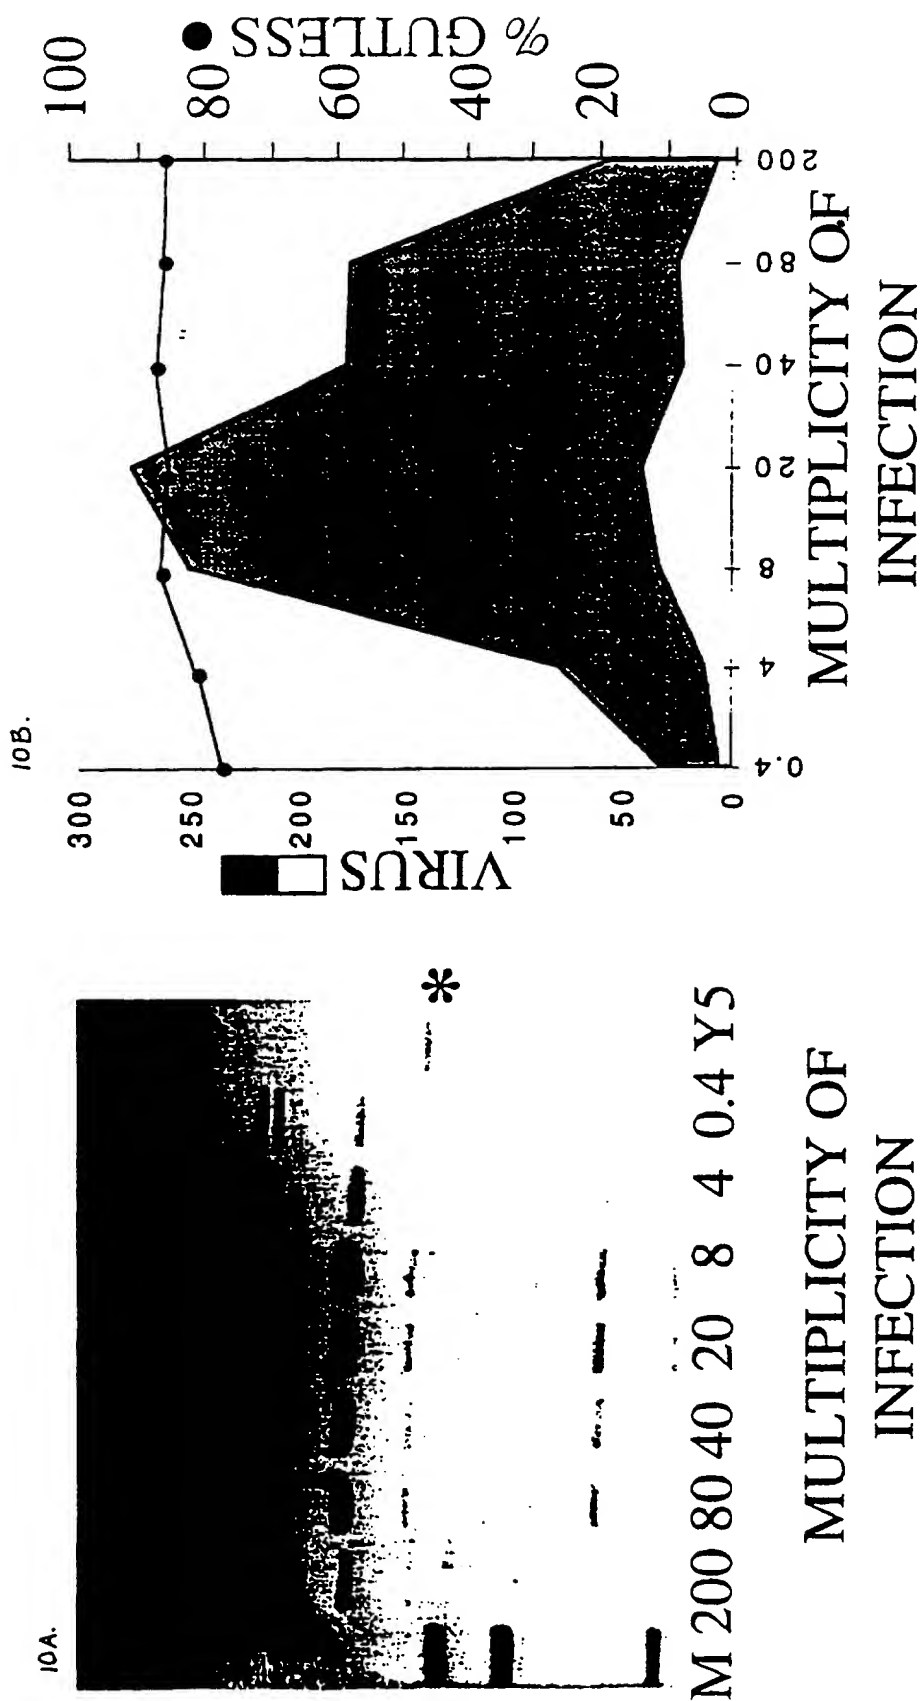 10A.
*
M 200 80 40 20 8 4 0.4 Y5
MULTIPLICITY OF
INFECTION
10B.
VIRUS
300
250
200
150
100
50
0
% GUTLESS
100
80
60
40
20
0
0.4 4 8 20 40 80 200
MULTIPLICITY OF
INFECTION